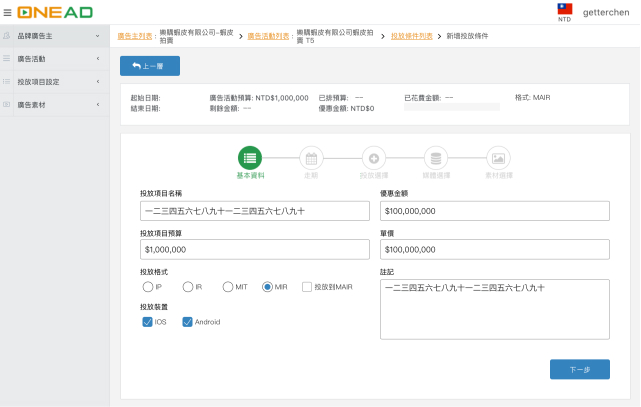 ONEAD
NTD
getterchen
品牌廣告主
廣告活動
投放項目設定
廣告素材
廣告主列表： 樂購蝦皮有限公司-蝦皮拍賣 > 廣告活動列表： 樂購蝦皮有限公司蝦皮拍賣 T5 > 投放條件列表 > 新增投放條件
上一層
起始日期:
結束日期:
廣告活動預算: NTD$1,000,000
剩餘金額: --
已排預算: --
優惠金額: NTD$0
已花費金額: --
格式: MAIR
基本資料
走期
投放選擇
媒體選擇
素材選擇
投放項目名稱
一二三四五六七八九十一二三四五六七八九十
優惠金額
$100,000,000
投放項目預算
$1,000,000
單價
$100,000,000
投放格式
IP IR MIT MIR 投放到MAIR
註記
一二三四五六七八九十一二三四五六七八九十
投放裝置
IOS Android
下一步